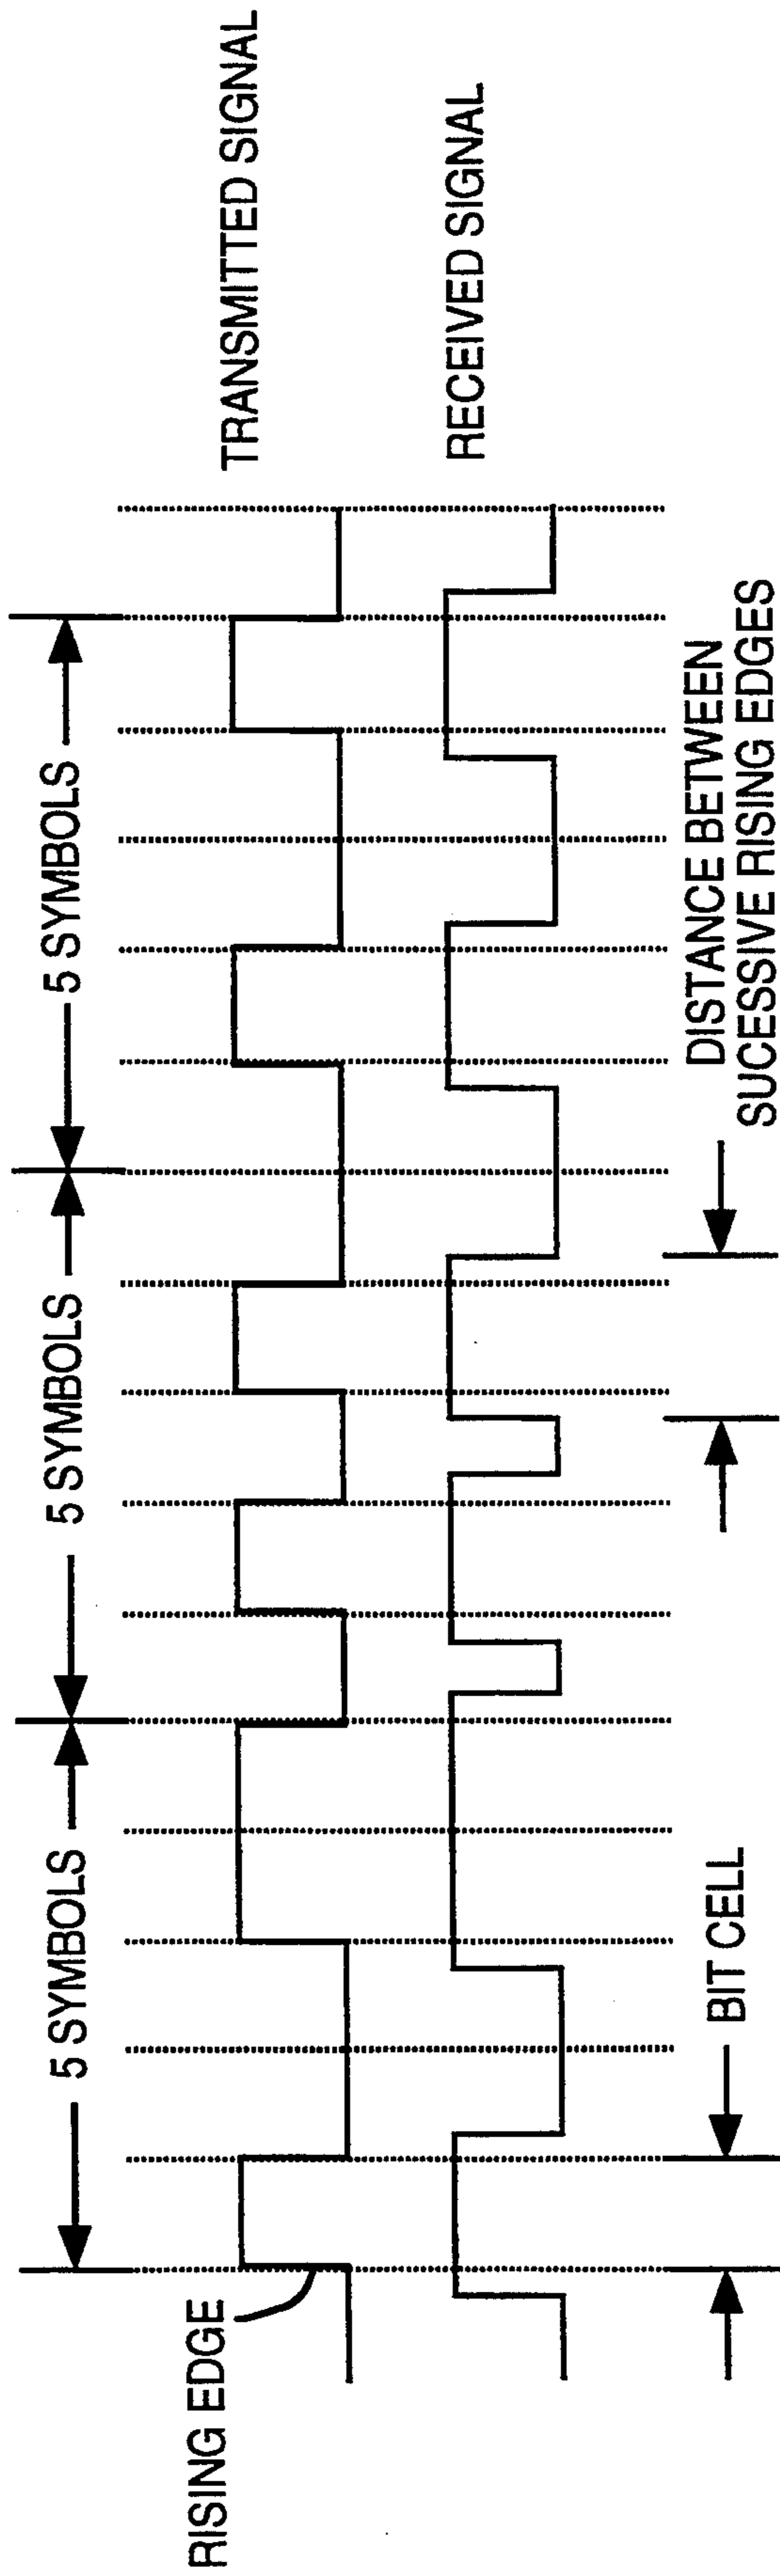 5 SYMBOLS
5 SYMBOLS
5 SYMBOLS
RISING EDGE
TRANSMITTED SIGNAL
RECEIVED SIGNAL
BIT CELL
DISTANCE BETWEEN
SUCESSIVE RISING EDGES